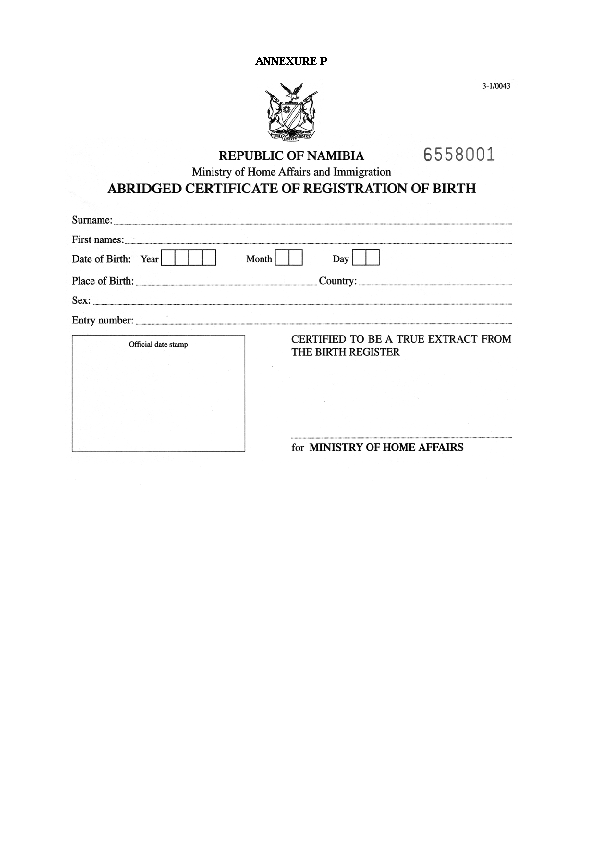 ANNEXURE P
3-1/0043
REPUBLIC OF NAMIBIA 6558001
Ministry of Home Affairs and Immigration
ABRIDGED CERTIFICATE OF REGISTRATION OF BIRTH
Surname:
First names:
Date of Birth: Year Month Day
Place of Birth: Country:
Sex:
Entry number:
Official date stamp
CERTIFIED TO BE A TRUE EXTRACT FROM
THE BIRTH REGISTER
for MINISTRY OF HOME AFFAIRS